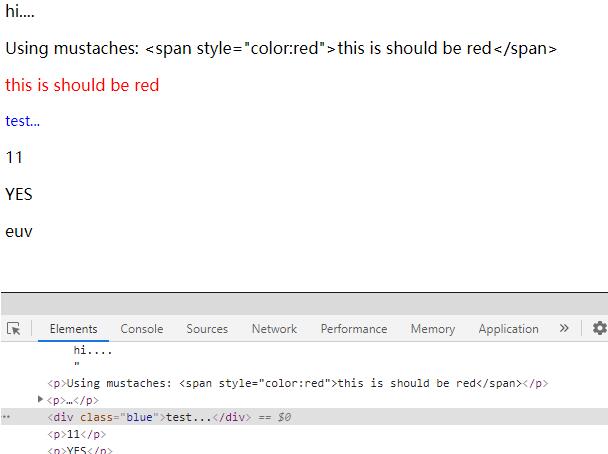 hi....
Using mustaches: <span style="color:red">this is should be red</span>
this is should be red
test...
11
YES
euv
Elements Console Sources Network Performance Memory Application »
hi....
"
<p>Using mustaches: <span style="color:red">this is should be red</span></p>
▶<p>…</p>
··· <div class="blue">test...</div> == $0
<p>11</p>
<p>YES</p>